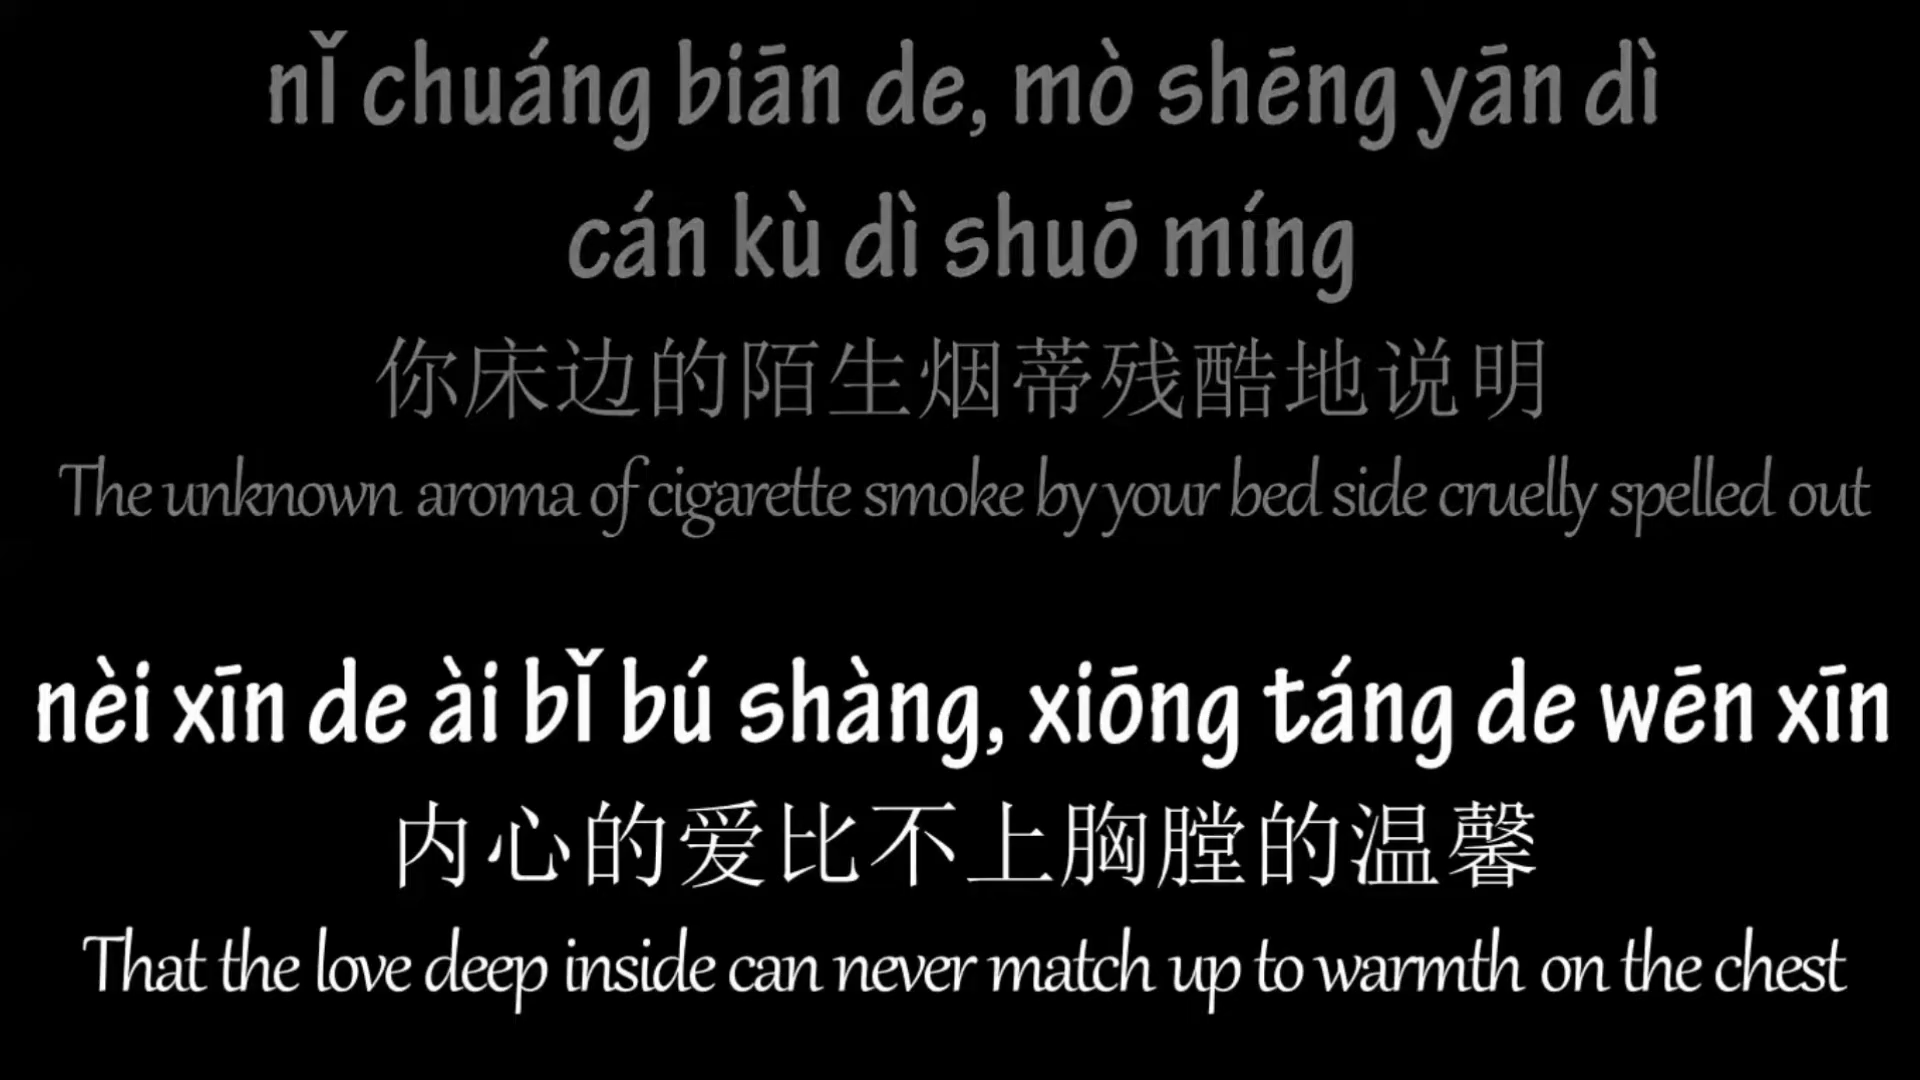 nǐ chuáng biān de, mò shēng yān dì
cán kù dì shuō míng
你床边的陌生烟蒂残酷地说明
The unknown aroma of cigarette smoke by your bed side cruelly spelled out
nèi xīn de ài bǐ bú shàng, xiōng táng de wēn xīn
内心的爱比不上胸膛的温馨
That the love deep inside can never match up to warmth on the chest